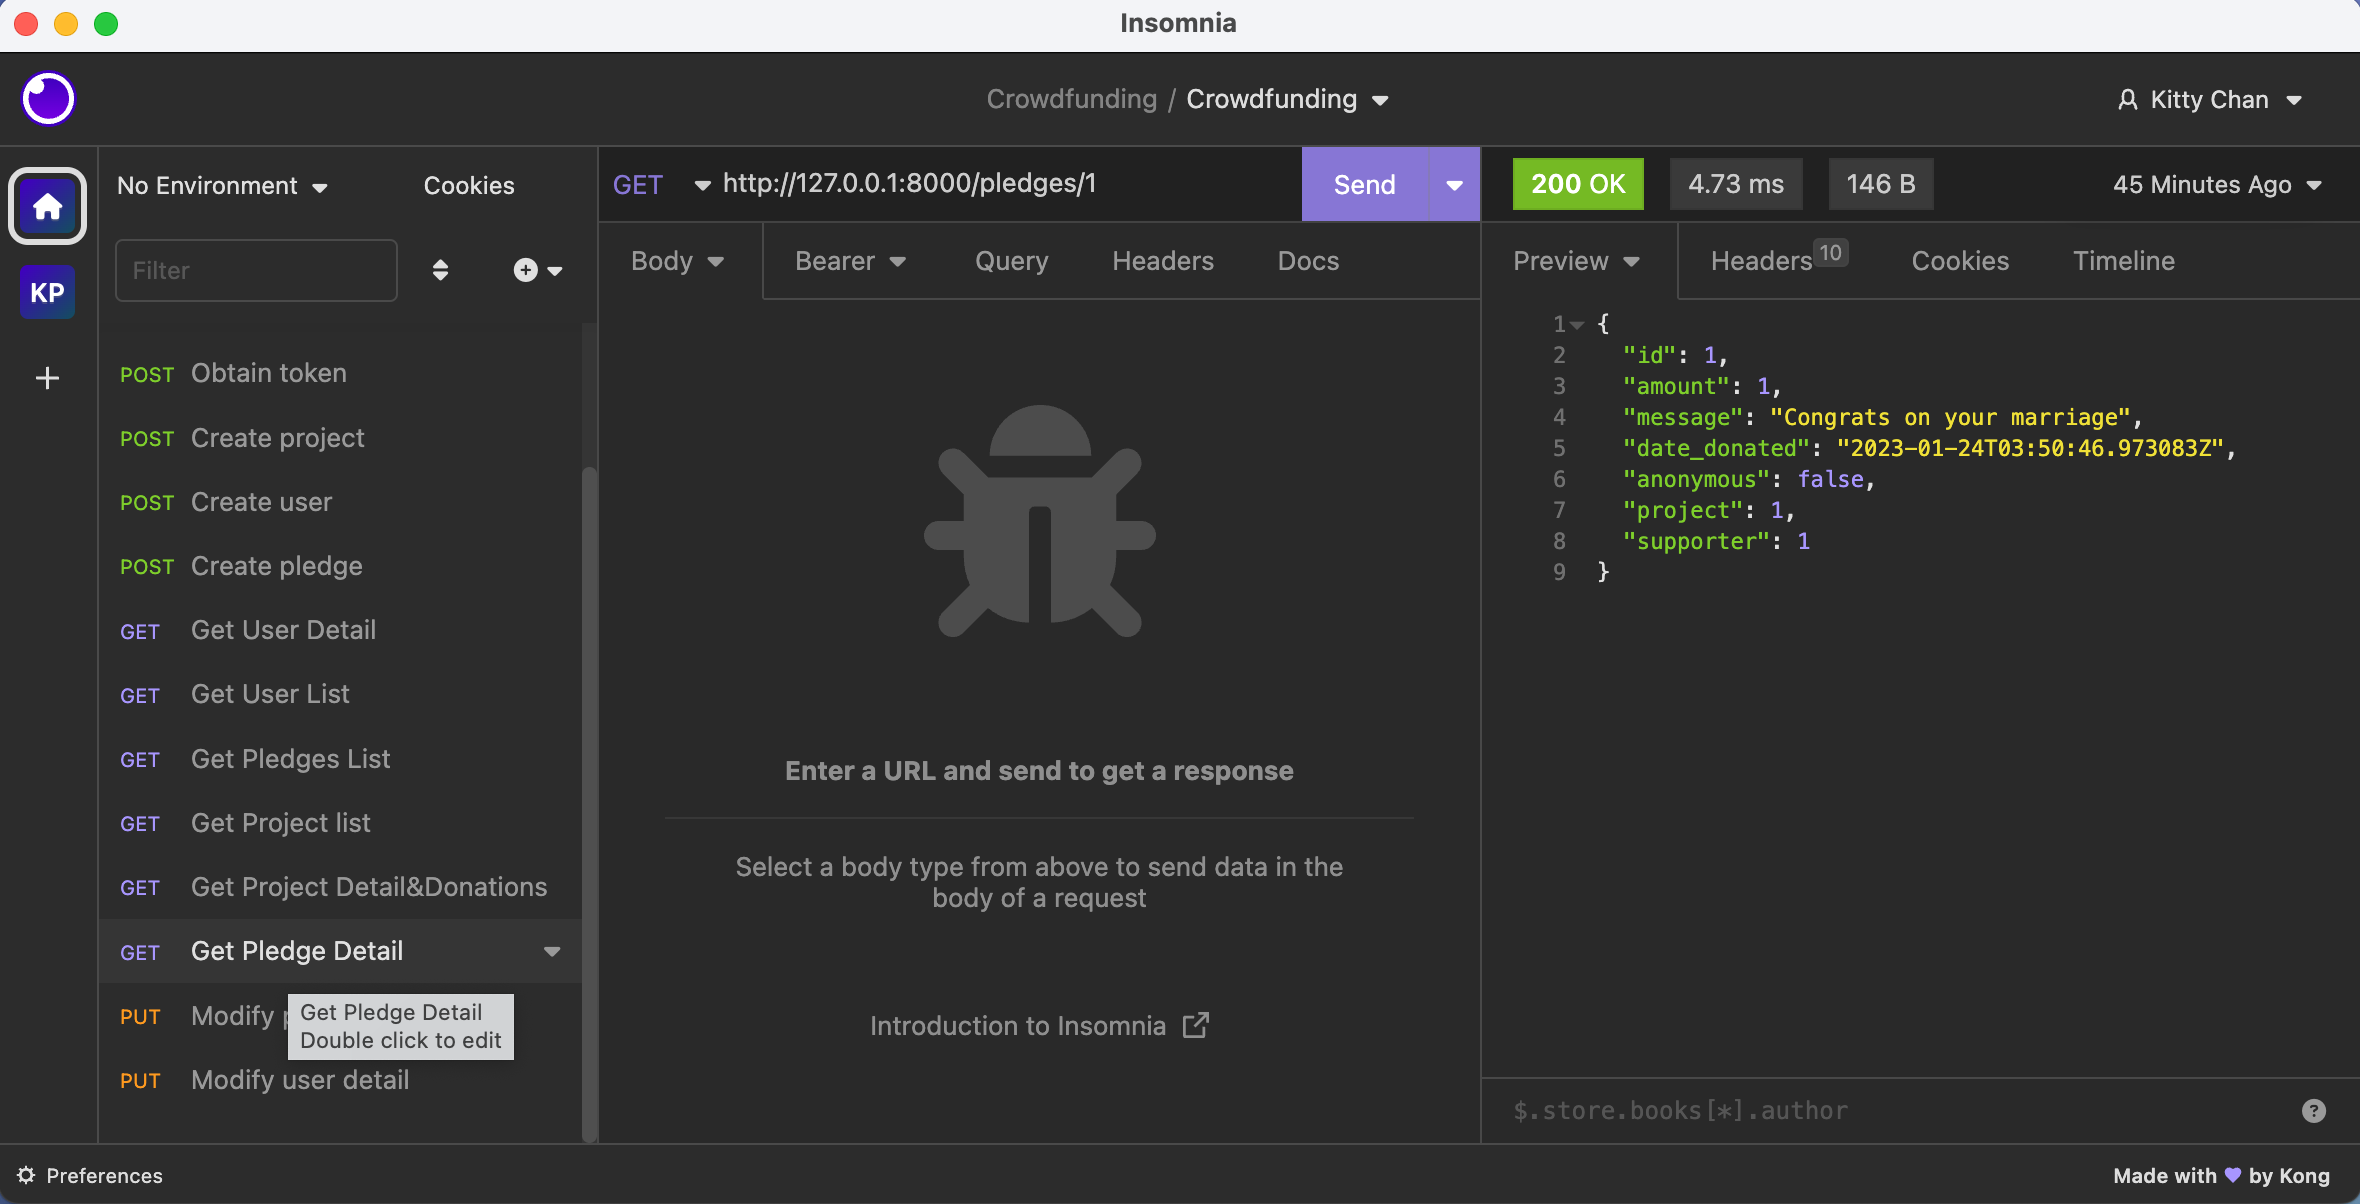 Insomnia
Crowdfunding / Crowdfunding
Kitty Chan
KP
No Environment
Cookies
Filter
POST Obtain token
POST Create project
POST Create user
POST Create pledge
GET Get User Detail
GET Get User List
GET Get Pledges List
GET Get Project list
GET Get Project Detail&Donations
GET Get Pledge Detail
PUT Modify
Get Pledge Detail
Double click to edit
PUT Modify user detail
GET http://127.0.0.1:8000/pledges/1 Send
Body Bearer Query Headers Docs
Enter a URL and send to get a response
Select a body type from above to send data in the
body of a request
Introduction to Insomnia
200 OK 4.73 ms 146 B 45 Minutes Ago
Preview Headers 10 Cookies Timeline
1 {
2 "id": 1,
3 "amount": 1,
4 "message": "Congrats on your marriage",
5 "date_donated": "2023-01-24T03:50:46.973083Z",
6 "anonymous": false,
7 "project": 1,
8 "supporter": 1
9 }
$.store.books[*].author
Preferences
Made with 💜 by Kong